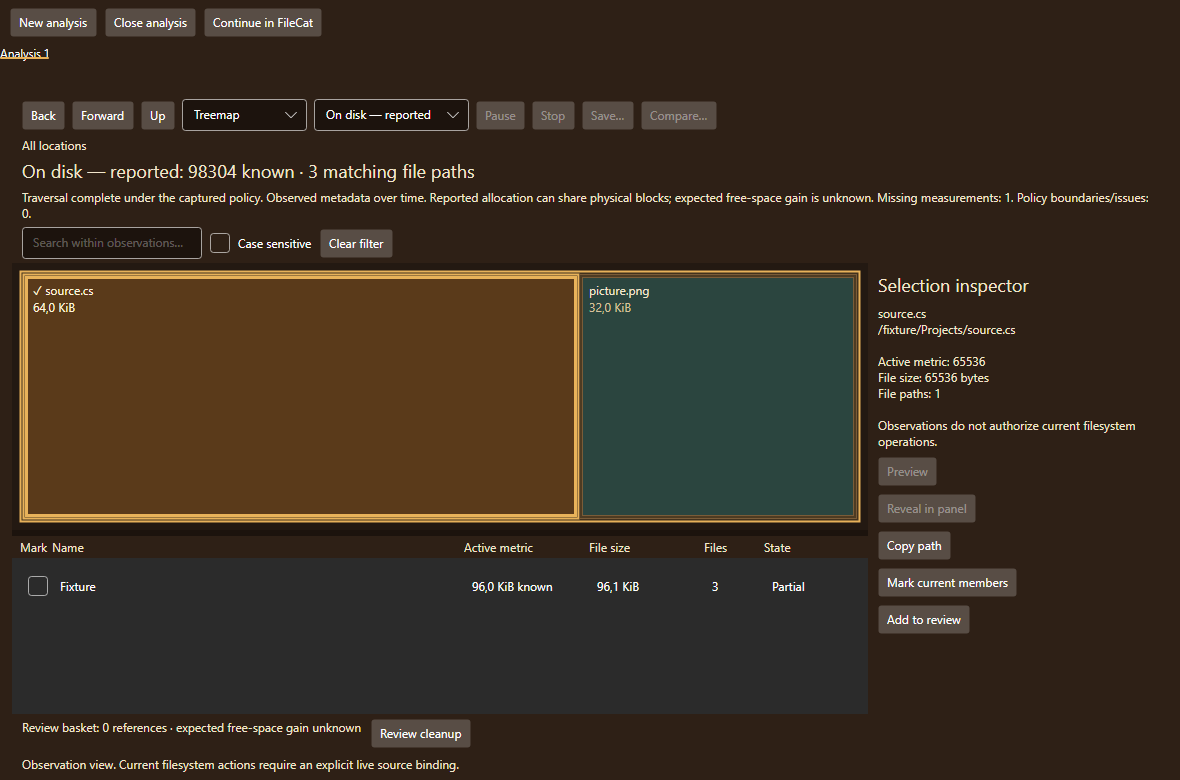 New analysis Close analysis Continue in FileCat
Analysis 1
Back Forward Up Treemap On disk — reported Pause Stop Save... Compare...
All locations
On disk — reported: 98304 known · 3 matching file paths
Traversal complete under the captured policy. Observed metadata over time. Reported allocation can share physical blocks; expected free-space gain is unknown. Missing measurements: 1. Policy boundaries/issues:
0.
Search within observations... Case sensitive Clear filter
✓ source.cs
64,0 KiB
picture.png
32,0 KiB
Selection inspector
source.cs
/fixture/Projects/source.cs
Active metric: 65536
File size: 65536 bytes
File paths: 1
Observations do not authorize current filesystem
operations.
Preview
Reveal in panel
Copy path
Mark current members
Add to review
Mark Name Active metric File size Files State
Fixture 96,0 KiB known 96,1 KiB 3 Partial
Review basket: 0 references · expected free-space gain unknown Review cleanup
Observation view. Current filesystem actions require an explicit live source binding.